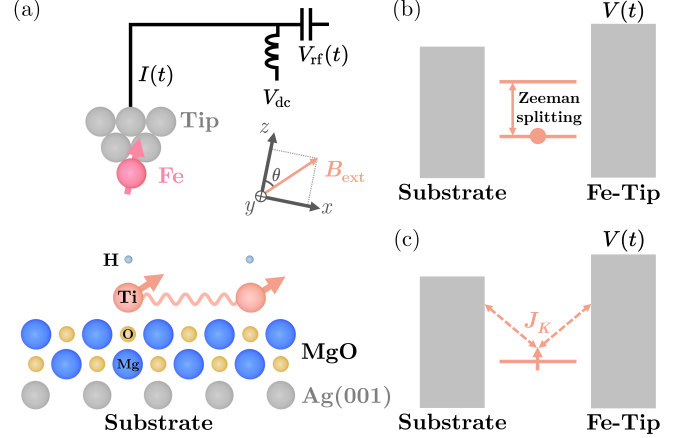 (a)
I(t)
V_rf(t)
V_dc
Tip
Fe
z
θ
B_ext
y
x
H
Ti
O
Mg
MgO
Ag(001)
Substrate
(b)
V(t)
Zeeman
splitting
Substrate
Fe-Tip
(c)
V(t)
J_K
Substrate
Fe-Tip